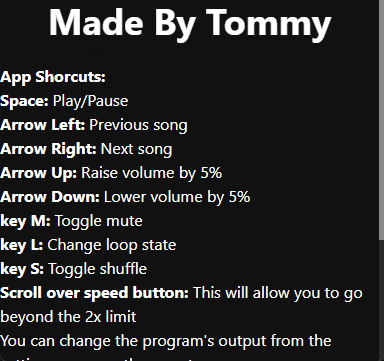 Made By Tommy
App Shorcuts:
Space: Play/Pause
Arrow Left: Previous song
Arrow Right: Next song
Arrow Up: Raise volume by 5%
Arrow Down: Lower volume by 5%
key M: Toggle mute
key L: Change loop state
key S: Toggle shuffle
Scroll over speed button: This will allow you to go
beyond the 2x limit
You can change the program's output from the